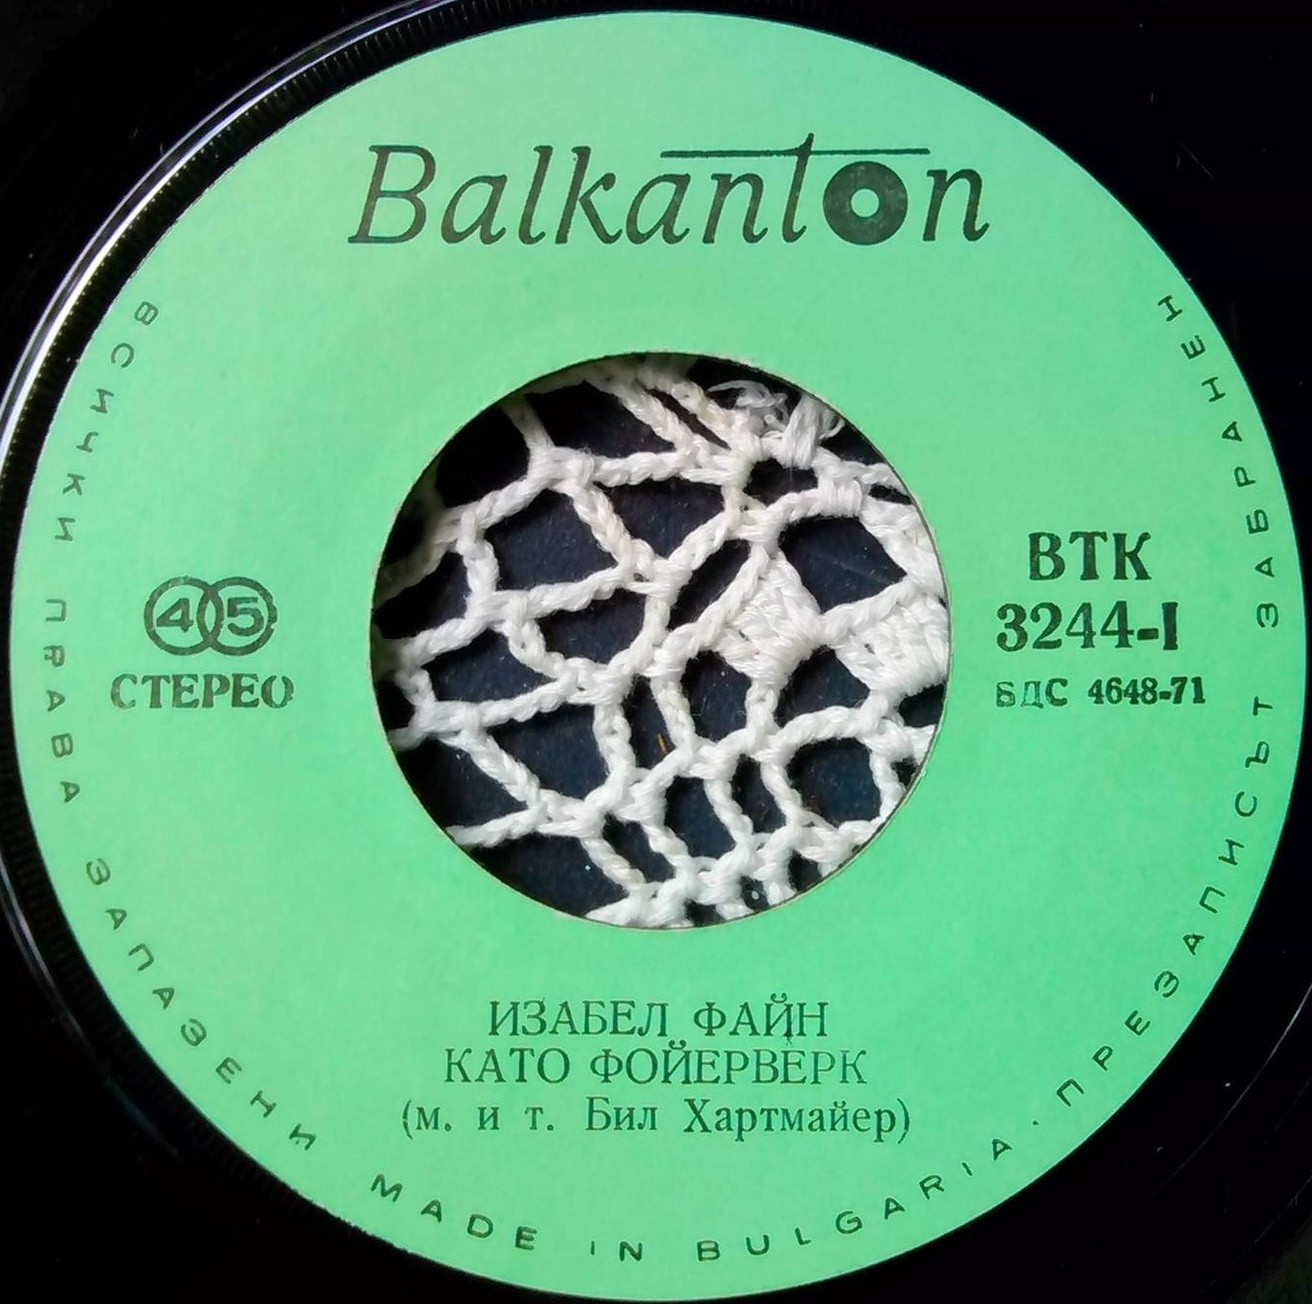 Balkanton
ВСИЧКИ ПРАВА ЗАПАЗЕНИ MADE IN BULGARIA. ПРЕЗАПИСЪТ ЗАБРАНЕН
45
СТЕРЕО
ВТК
3244-I
БДС 4648-71
ИЗАБЕЛ ФАЙН
КАТО ФОЙЕРВЕРК
(м. и т. Бил Хартмайер)